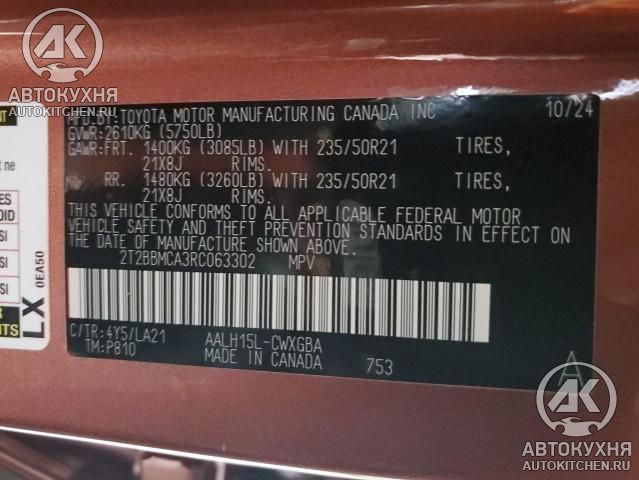 АВТОКУХНЯ
AUTOKITCHEN.RU
MFD.BY:TOYOTA MOTOR MANUFACTURING CANADA INC 10/24
GVWR:2610KG (5750LB)
GAWR:FRT. 1400KG (3085LB) WITH 235/50R21 TIRES,
21X8J RIMS.
RR. 1480KG (3260LB) WITH 235/50R21 TIRES,
21X8J RIMS.
THIS VEHICLE CONFORMS TO ALL APPLICABLE FEDERAL MOTOR
VEHICLE SAFETY AND THEFT PREVENTION STANDARDS IN EFFECT
ON THE DATE OF MANUFACTURE SHOWN ABOVE.
2T2BBMCA3RC063302 MPV
C/TR:4Y5/LA21 AALH15L-CWXGBA
TM:P810 MADE IN CANADA 753
A
LX
0EA50
АВТОКУХНЯ
AUTOKITCHEN.RU